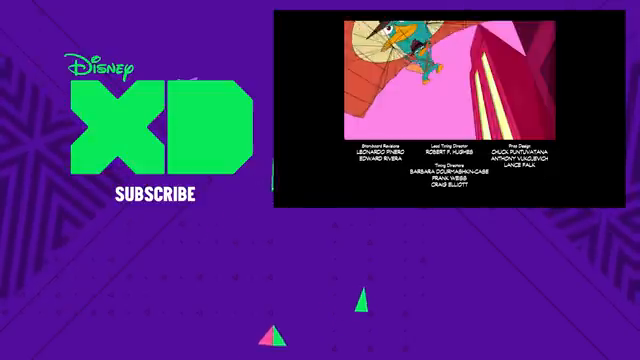 Disney
XD
SUBSCRIBE
Storyboard Revisions
LEONARDO PINERO
EDWARD RIVERA
Lead Timing Director
ROBERT F. HUGHES
Timing Directors
BARBARA DOURMASHKIN-CASE
FRANK WEISS
CRAIG ELLIOTT
Prop Design
CHUCK PUNTUVATANA
ANTHONY VUKOJEVICH
LANCE FALK